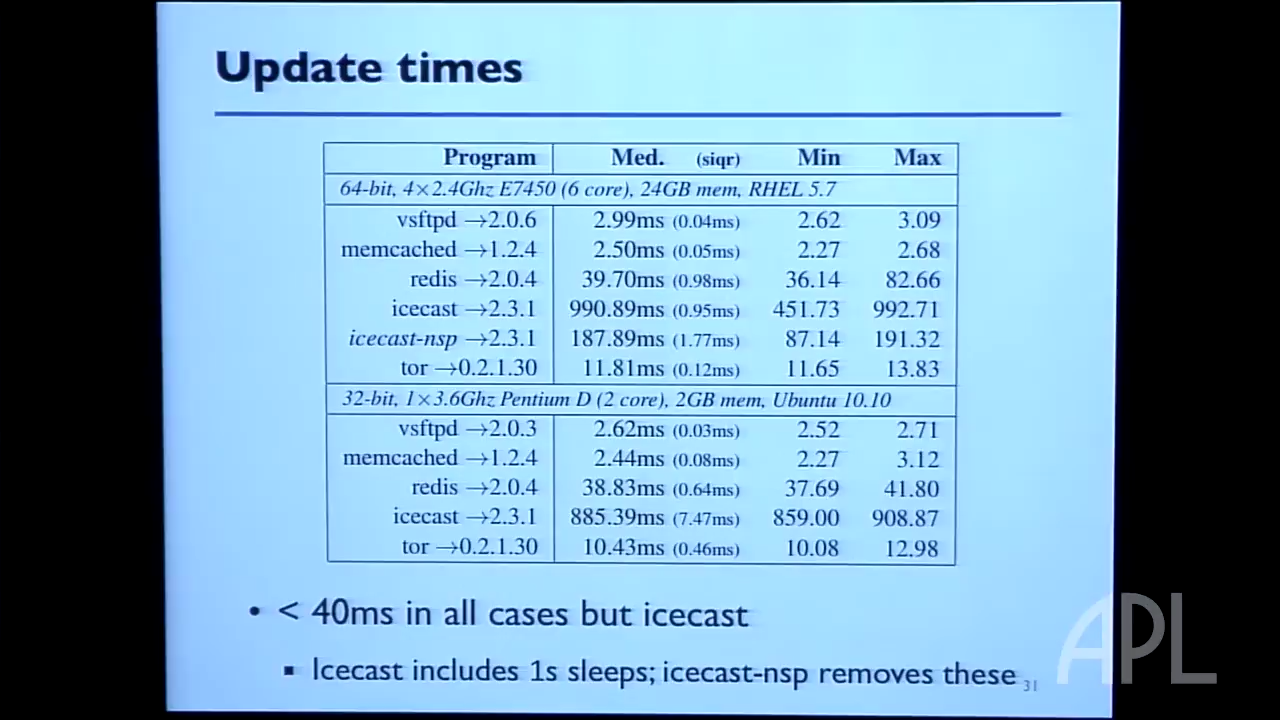 Update times
Program Med. (siqr) Min Max
64-bit, 4×2.4Ghz E7450 (6 core), 24GB mem, RHEL 5.7
vsftpd →2.0.6 2.99ms (0.04ms) 2.62 3.09
memcached →1.2.4 2.50ms (0.05ms) 2.27 2.68
redis →2.0.4 39.70ms (0.98ms) 36.14 82.66
icecast →2.3.1 990.89ms (0.95ms) 451.73 992.71
icecast-nsp →2.3.1 187.89ms (1.77ms) 87.14 191.32
tor →0.2.1.30 11.81ms (0.12ms) 11.65 13.83
32-bit, 1×3.6Ghz Pentium D (2 core), 2GB mem, Ubuntu 10.10
vsftpd →2.0.3 2.62ms (0.03ms) 2.52 2.71
memcached →1.2.4 2.44ms (0.08ms) 2.27 3.12
redis →2.0.4 38.83ms (0.64ms) 37.69 41.80
icecast →2.3.1 885.39ms (7.47ms) 859.00 908.87
tor →0.2.1.30 10.43ms (0.46ms) 10.08 12.98
• < 40ms in all cases but icecast
▪ Icecast includes 1s sleeps; icecast-nsp removes these
31
APL